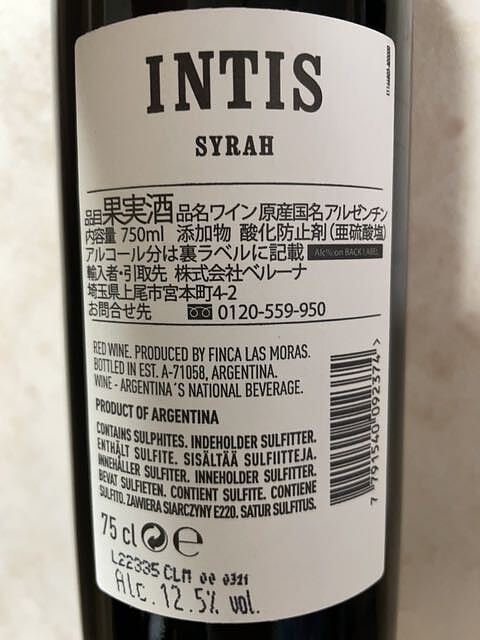 INTIS
SYRAH
品目果実酒 品名ワイン 原産国名アルゼンチン
内容量 750ml 添加物 酸化防止剤(亜硫酸塩)
アルコール分は裏ラベルに記載 Alc% on BACK LABEL
輸入者・引取先 株式会社ベルーナ
埼玉県上尾市宮本町4-2
お問合せ先 0120-559-950
RED WINE. PRODUCED BY FINCA LAS MORAS.
BOTTLED IN EST. A-71058, ARGENTINA.
WINE - ARGENTINA´S NATIONAL BEVERAGE.
PRODUCT OF ARGENTINA
CONTAINS SULPHITES. INDEHOLDER SULFITTER.
ENTHÄLT SULFITE. SISÄLTÄÄ SULFIITTEJA.
INNEHÅLLER SULFITER. INNEHOLDER SULFITTER.
BEVAT SULFIETEN. CONTIENT SULFITE. CONTIENE
SULFITO. ZAWIERA SIARCZYNY E220. SATUR SULFITUS.
7 791540 092374 >
75 cl e
L22335 CLM
Alc. 12.5% vol.